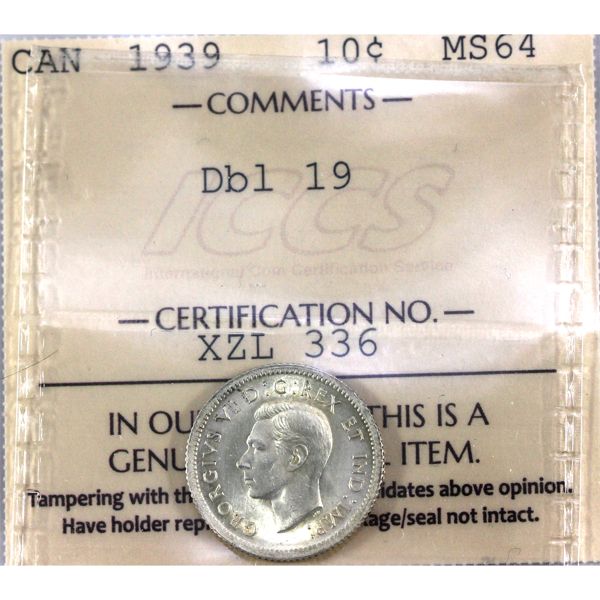 CAN 1939 10¢ MS64
— COMMENTS —
Dbl 19
ICCS
International Coin Certification Service
— CERTIFICATION NO. —
XZL 336
IN OU THIS IS A
GENU ITEM.
Tampering with th idates above opinion.
Have holder rep age/seal not intact.
GEORGIVS VI D:G:REX ET IND:IMP: